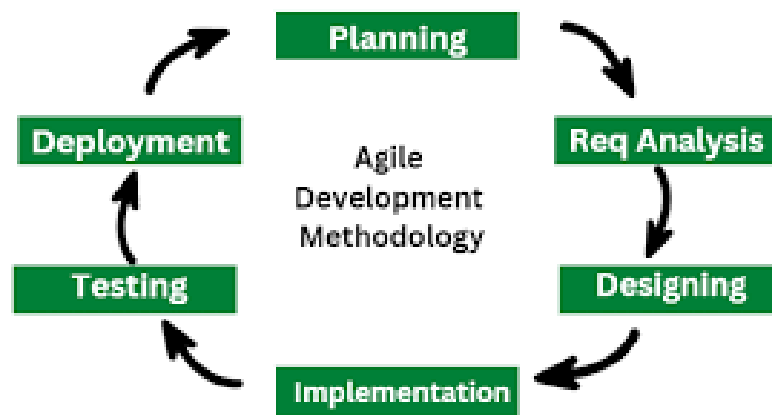 Planning
Deployment
Req Analysis
Agile
Development
Methodology
Testing
Designing
Implementation